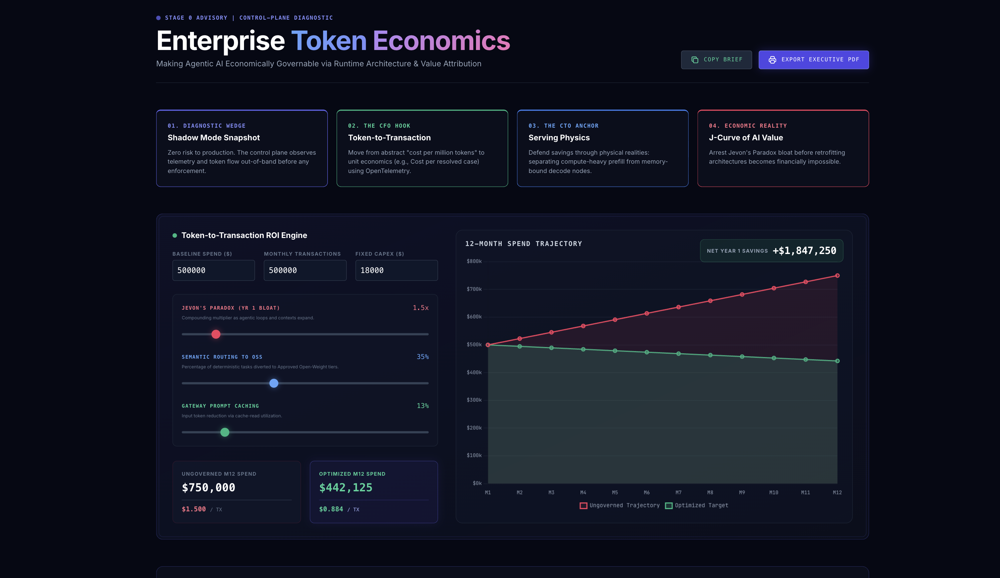 STAGE 0 ADVISORY | CONTROL-PLANE DIAGNOSTIC
Enterprise Token Economics
Making Agentic AI Economically Governable via Runtime Architecture & Value Attribution
COPY BRIEF
EXPORT EXECUTIVE PDF
01. DIAGNOSTIC WEDGE
Shadow Mode Snapshot
Zero risk to production. The control plane observes
telemetry and token flow out-of-band before any
enforcement.
02. THE CFO HOOK
Token-to-Transaction
Move from abstract "cost per million tokens" to
unit economics (e.g., Cost per resolved case)
using OpenTelemetry.
03. THE CTO ANCHOR
Serving Physics
Defend savings through physical realities:
separating compute-heavy prefill from memory-
bound decode nodes.
04. ECONOMIC REALITY
J-Curve of AI Value
Arrest Jevon's Paradox bloat before retrofitting
architectures becomes financially impossible.
Token-to-Transaction ROI Engine
BASELINE SPEND ($)
500000
MONTHLY TRANSACTIONS
500000
FIXED CAPEX ($)
18000
JEVON'S PARADOX (YR 1 BLOAT)
1.5x
Compounding multiplier as agentic loops and contexts expand.
SEMANTIC ROUTING TO OSS
35%
Percentage of deterministic tasks diverted to Approved Open-Weight tiers.
GATEWAY PROMPT CACHING
13%
Input token reduction via cache-read utilization.
UNGOVERNED M12 SPEND
$750,000
$1.500 / TX
OPTIMIZED M12 SPEND
$442,125
$0.884 / TX
12-MONTH SPEND TRAJECTORY
NET YEAR 1 SAVINGS +$1,847,250
$800k
$700k
$600k
$500k
$400k
$300k
$200k
$100k
$0k
M1 M2 M3 M4 M5 M6 M7 M8 M9 M10 M11 M12
Ungoverned Trajectory
Optimized Target